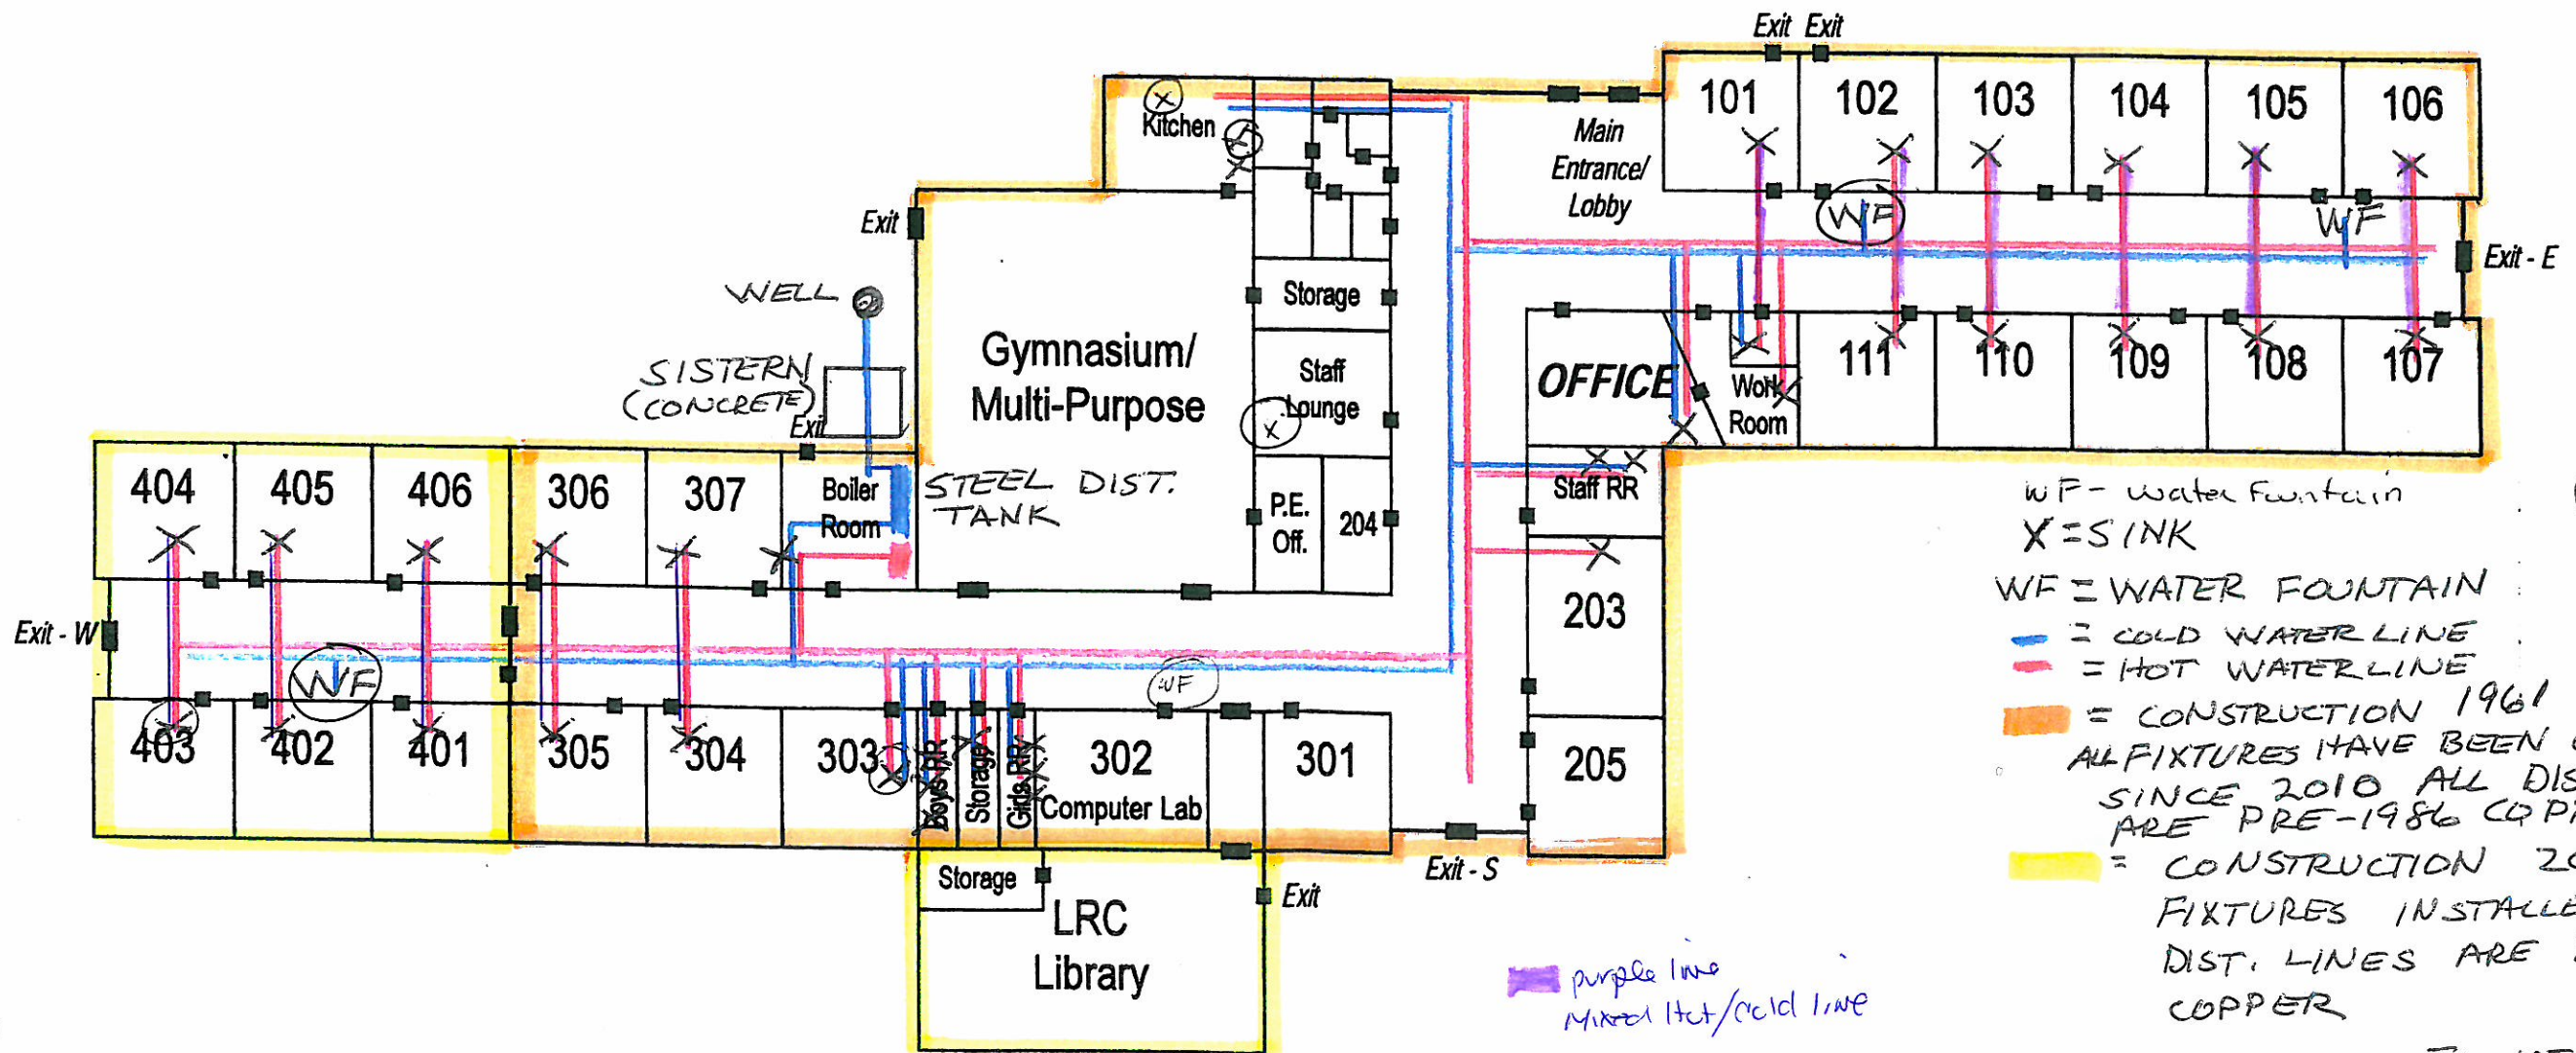 Exit Exit
101 102 103 104 105 106
Kitchen
Main
Entrance/
Lobby
WF
WF
Exit
Exit - E
WELL
Storage
SISTERN
(CONCRETE)
Exit
Gymnasium/
Multi-Purpose
Staff
Lounge
OFFICE
Work
Room
111 110 109 108 107
404 405 406 306 307
Boiler
Room
STEEL DIST.
TANK
P.E.
Off.
204
Staff RR
203
205
Exit - W
WF
WF
403 402 401 305 304 303
Boys RR
Storage
Girls RR
302
Computer Lab
301
Exit - S
Storage
Exit
LRC
Library
WF - water Fountain
X = SINK
WF = WATER FOUNTAIN
= COLD WATER LINE
= HOT WATER LINE
= CONSTRUCTION 1961
ALL FIXTURES HAVE BEEN
SINCE 2010 ALL DIS
ARE PRE-1986 COP
= CONSTRUCTION 20
FIXTURES INSTALLE
DIST. LINES ARE
COPPER
purple line
Mixed Hot/Cold line